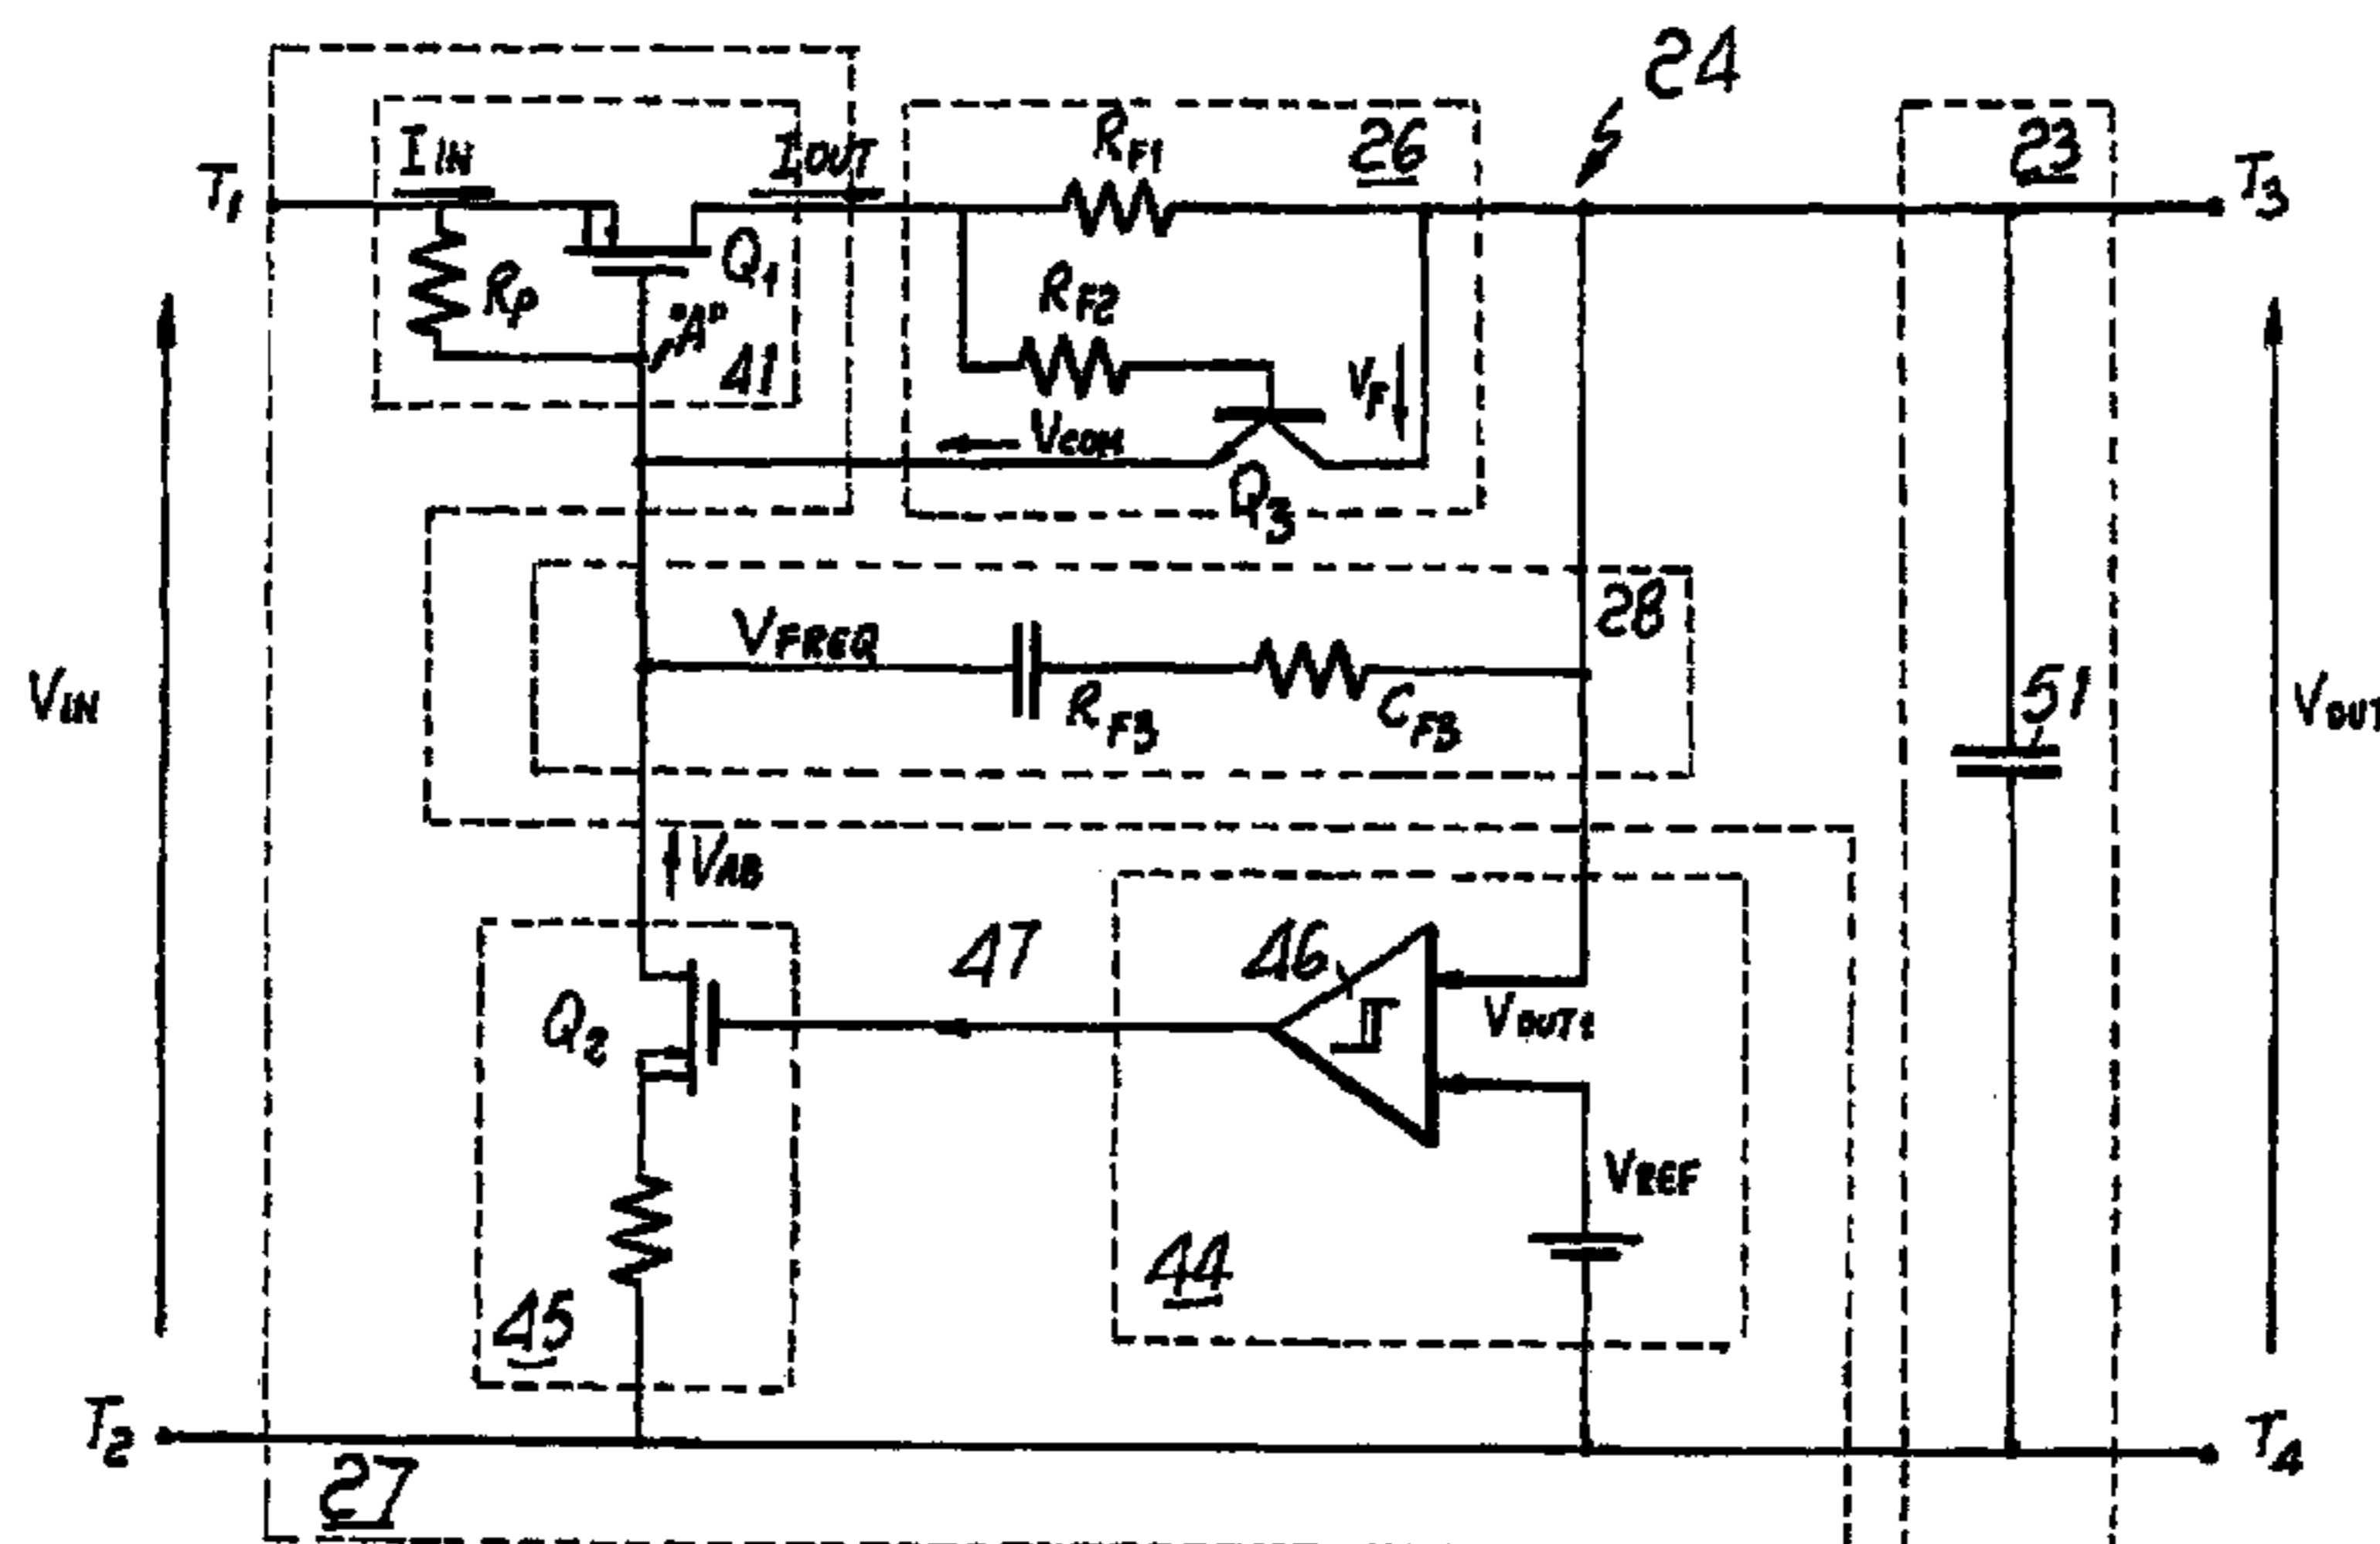 24
T1
IIN
IOUT
RF1
26
23
T3
RP
Q1
"A"
41
RF2
VF
VCOM
Q3
28
VFREQ
RF3
CF3
VIN
51
VOUT
VAB
47
46
VOUT1
Q2
VREF
44
45
T2
27
T4